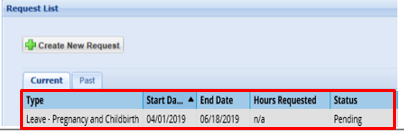 Request List
Create New Request
Current Past
Type Start Da... End Date Hours Requested Status
Leave - Pregnancy and Childbirth 04/01/2019 06/18/2019 n/a Pending